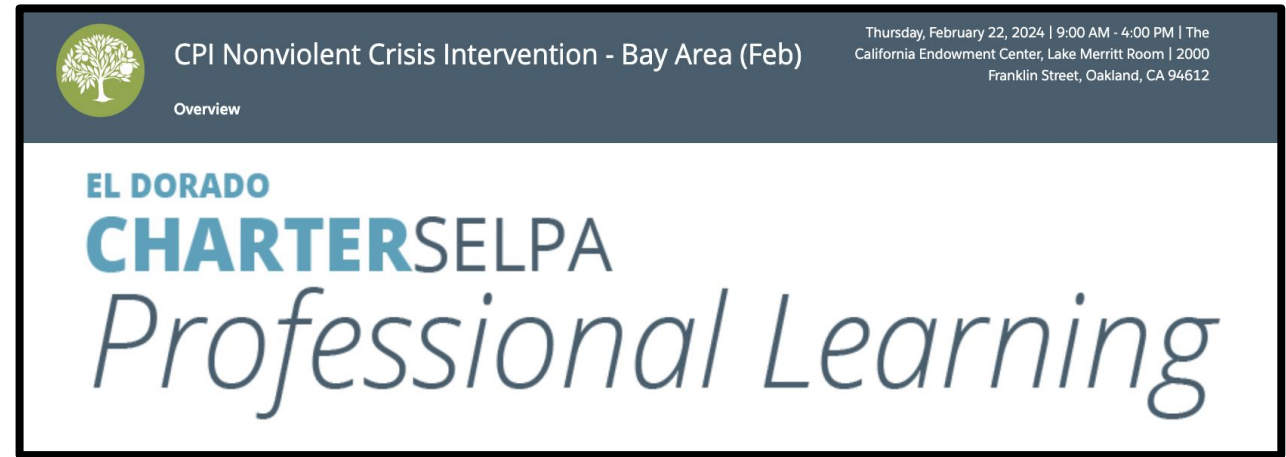 CPI Nonviolent Crisis Intervention - Bay Area (Feb)
Overview
Thursday, February 22, 2024 | 9:00 AM - 4:00 PM | The
California Endowment Center, Lake Merritt Room | 2000
Franklin Street, Oakland, CA 94612
EL DORADO
CHARTERSELPA
Professional Learning